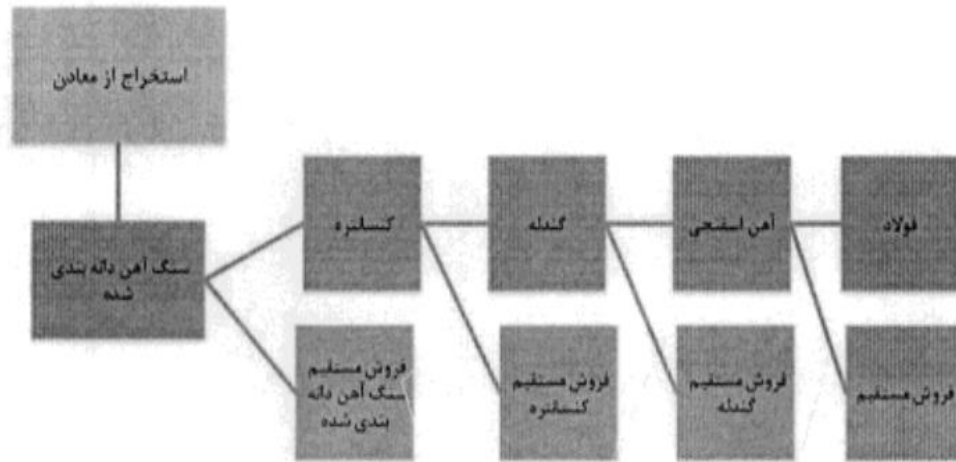 استخراج از معادن
سنگ آهن دانه بندی
شده
کنسانتره
گندله
آهن اسفنجی
فولاد
فروش مستقیم
سنگ آهن دانه
بندی شده
فروش مستقیم
کنسانتره
فروش مستقیم
گندله
فروش مستقیم